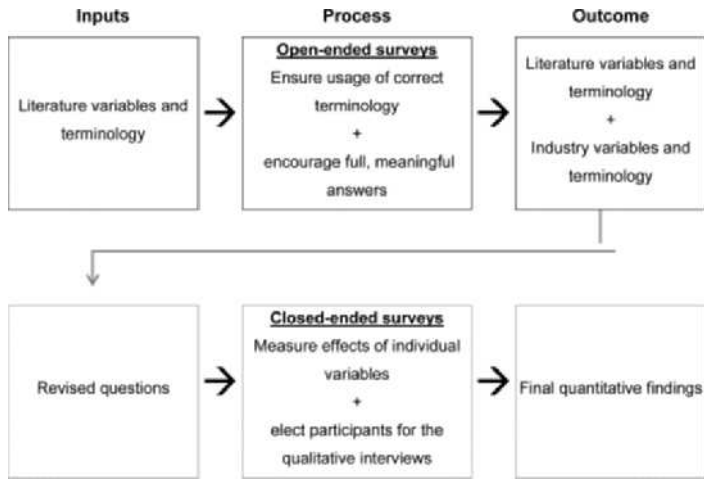 Inputs
Process
Outcome
Literature variables and
terminology
Open-ended surveys
Ensure usage of correct
terminology
+
encourage full, meaningful
answers
Literature variables and
terminology
+
Industry variables and
terminology
Revised questions
Closed-ended surveys
Measure effects of individual
variables
+
elect participants for the
qualitative interviews
Final quantitative findings